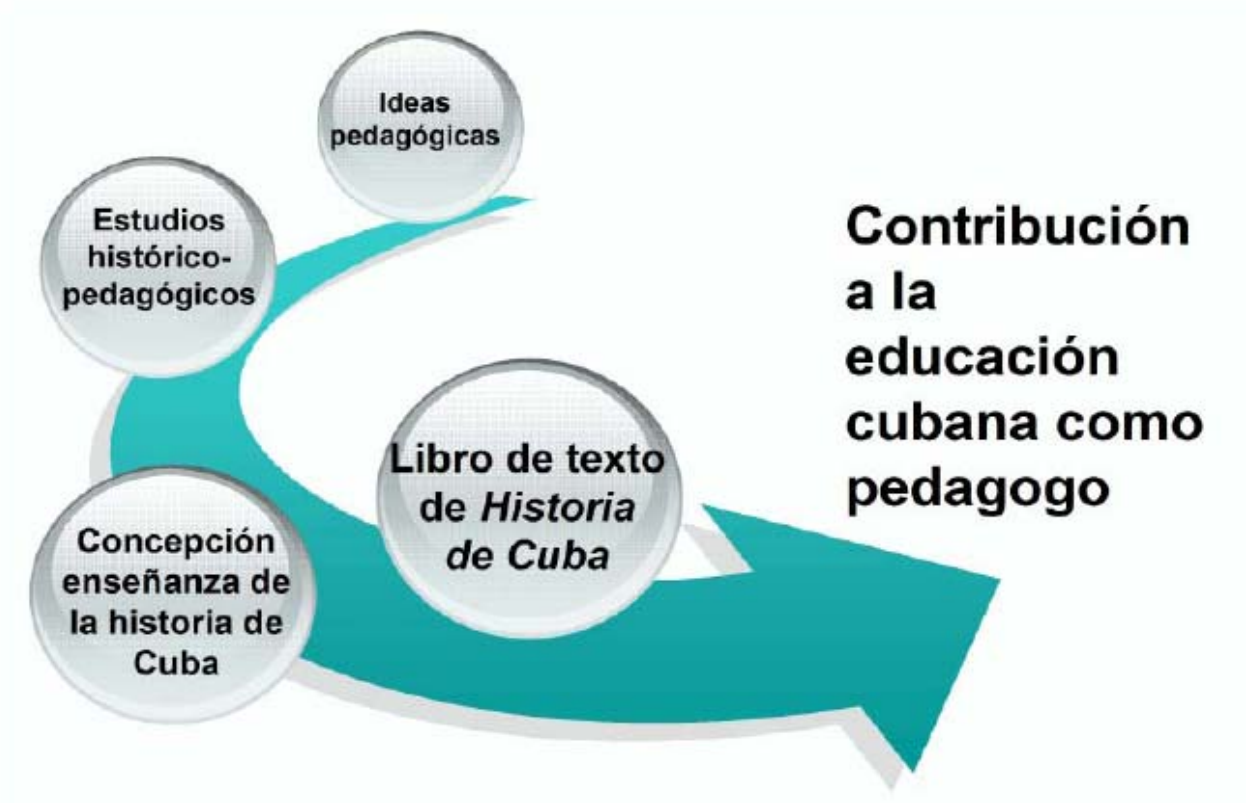 Ideas
pedagógicas
Estudios
histórico-
pedagógicos
Concepción
enseñanza de
la historia de
Cuba
Libro de texto
de Historia
de Cuba
Contribución
a la
educación
cubana como
pedagogo